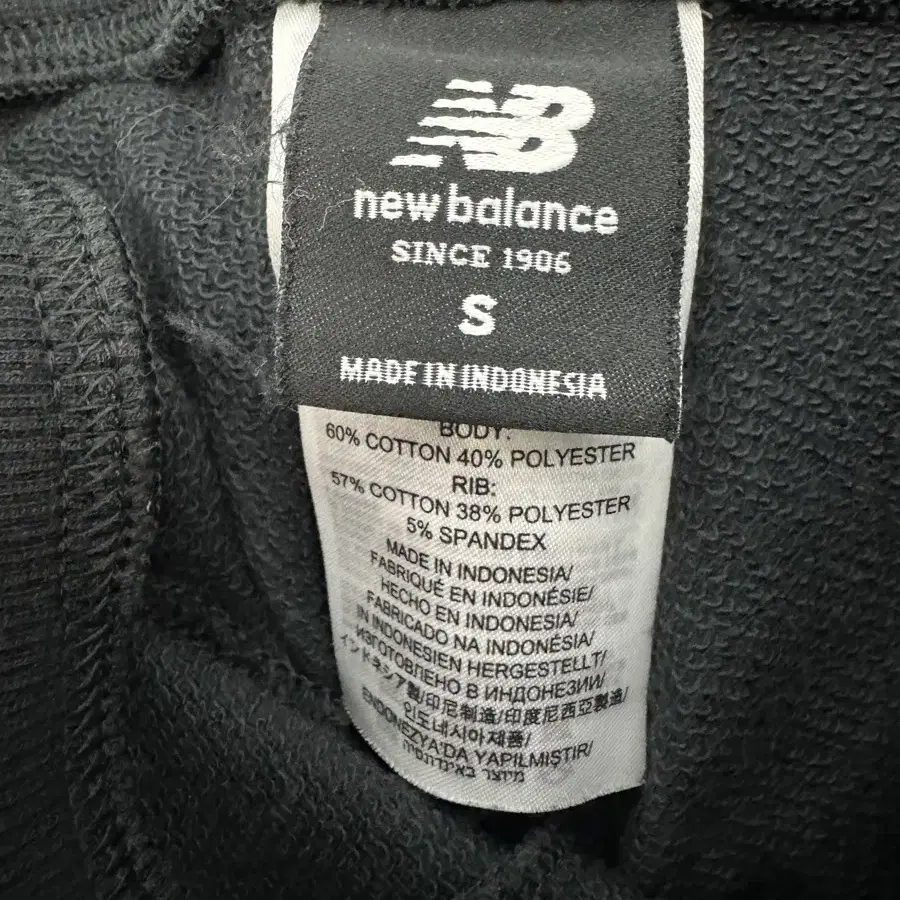 NB
new balance
SINCE 1906
S
MADE IN INDONESIA
BODY:
60% COTTON 40% POLYESTER
RIB:
57% COTTON 38% POLYESTER
5% SPANDEX
MADE IN INDONESIA/
FABRIQUÉ EN INDONÉSIE/
HECHO EN INDONESIA/
FABRICADO NA INDONÉSIA/
IN INDONESIEN HERGESTELLT/
ИЗГОТОВЛЕНО В ИНДОНЕЗИИ/
インドネシア製/印尼制造/印度尼西亞製造/
인도네시아제품/
ENDONEZYA'DA YAPILMIŞTIR/
מיוצר באינדונזיה